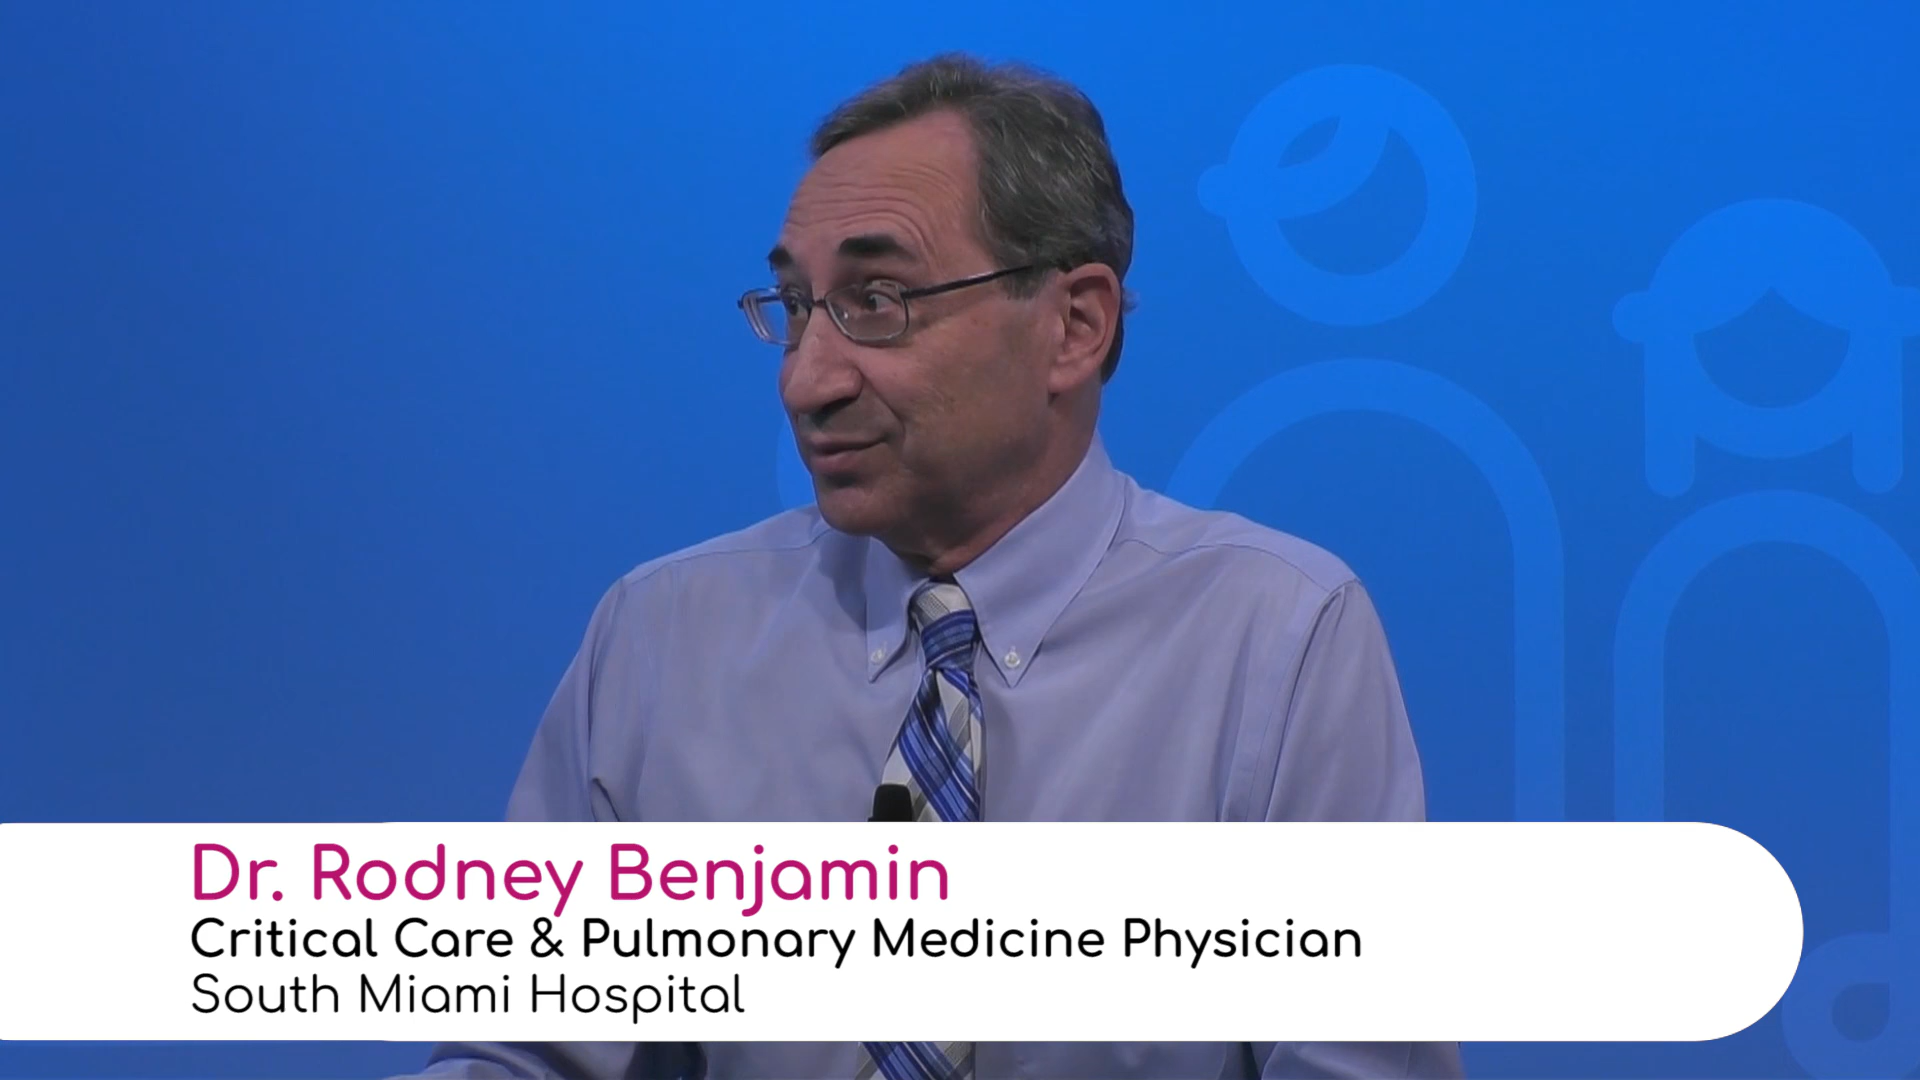 Dr. Rodney Benjamin
Critical Care & Pulmonary Medicine Physician
South Miami Hospital